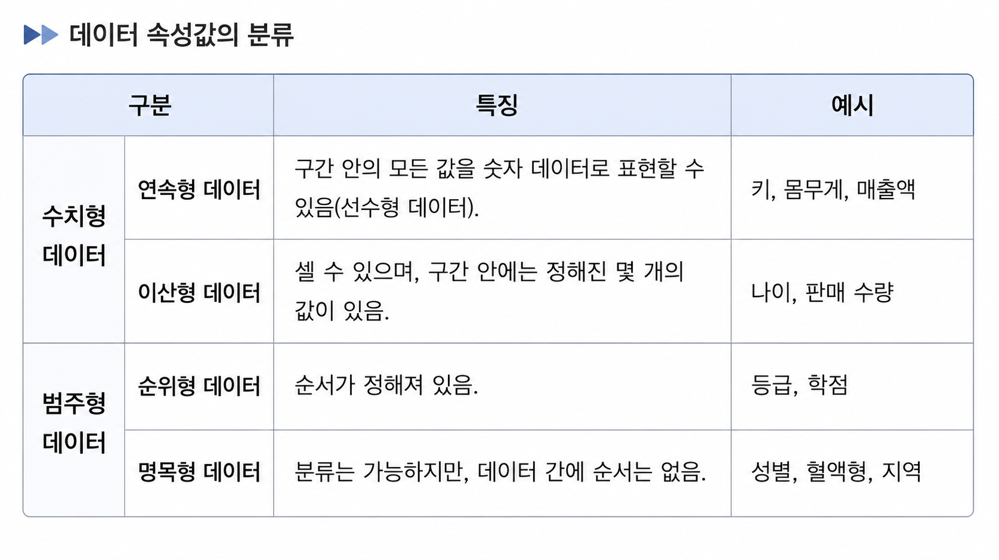 데이터 속성값의 분류
구분 특징 예시
수치형
데이터
연속형 데이터
구간 안의 모든 값을 숫자 데이터로 표현할 수
있음(선수형 데이터).
키, 몸무게, 매출액
이산형 데이터
셀 수 있으며, 구간 안에는 정해진 몇 개의
값이 있음.
나이, 판매 수량
범주형
데이터
순위형 데이터
순서가 정해져 있음.
등급, 학점
명목형 데이터
분류는 가능하지만, 데이터 간에 순서는 없음.
성별, 혈액형, 지역